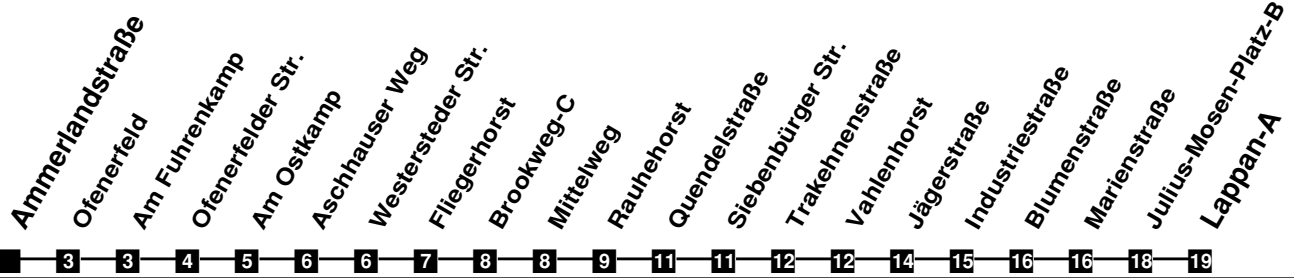 Ammerlandstraße
Ofenerfeld
Am Fuhrenkamp
Ofenerfelder Str.
Am Ostkamp
Aschhauser Weg
Westersteder Str.
Fliegerhorst
Brookweg-C
Mittelweg
Rauhehorst
Quendelstraße
Siebenbürger Str.
Trakehnenstraße
Vahlenhorst
Jägerstraße
Industriestraße
Blumenstraße
Marienstraße
Julius-Mosen-Platz-B
Lappan-A
3 3 4 5 6 6 7 8 8 9 11 11 12 12 14 15 16 16 18 19